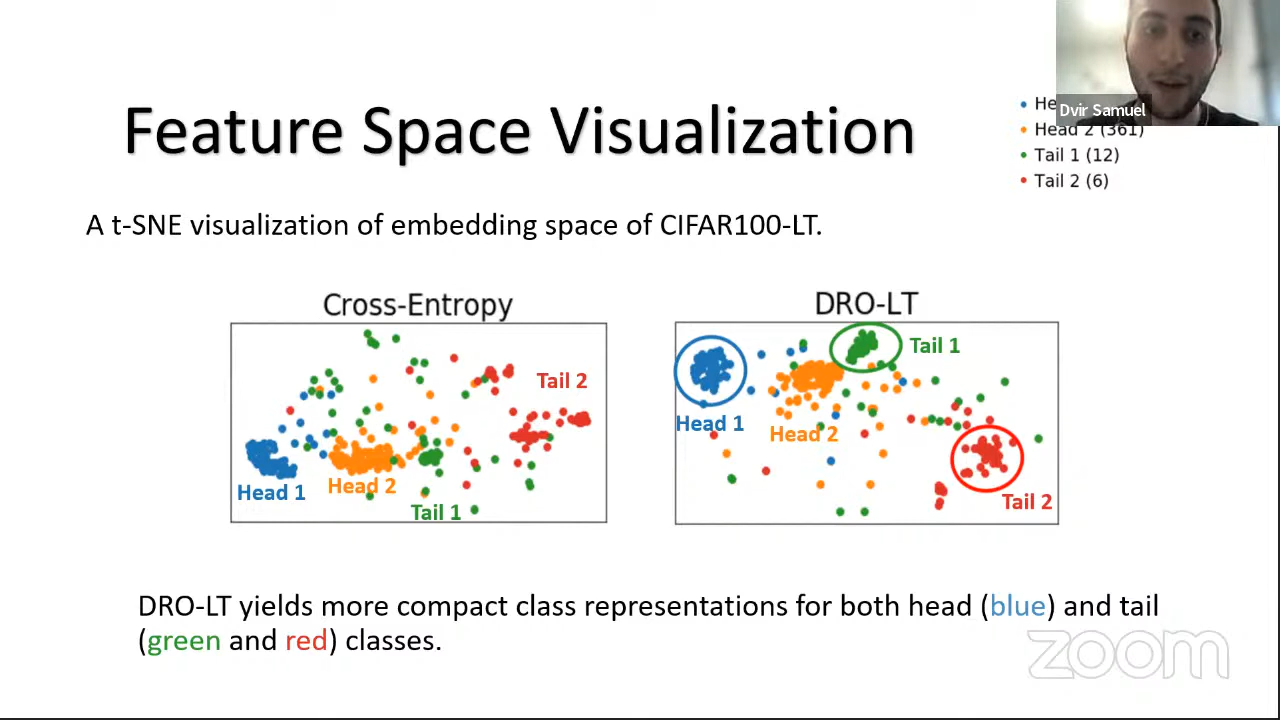 Dvir Samuel
Feature Space Visualization
He
Head 2 (361)
Tail 1 (12)
Tail 2 (6)
A t-SNE visualization of embedding space of CIFAR100-LT.
Cross-Entropy
Tail 2
Head 1
Head 2
Tail 1
DRO-LT
Tail 1
Head 1
Head 2
Tail 2
DRO-LT yields more compact class representations for both head (blue) and tail
(green and red) classes.
zoom